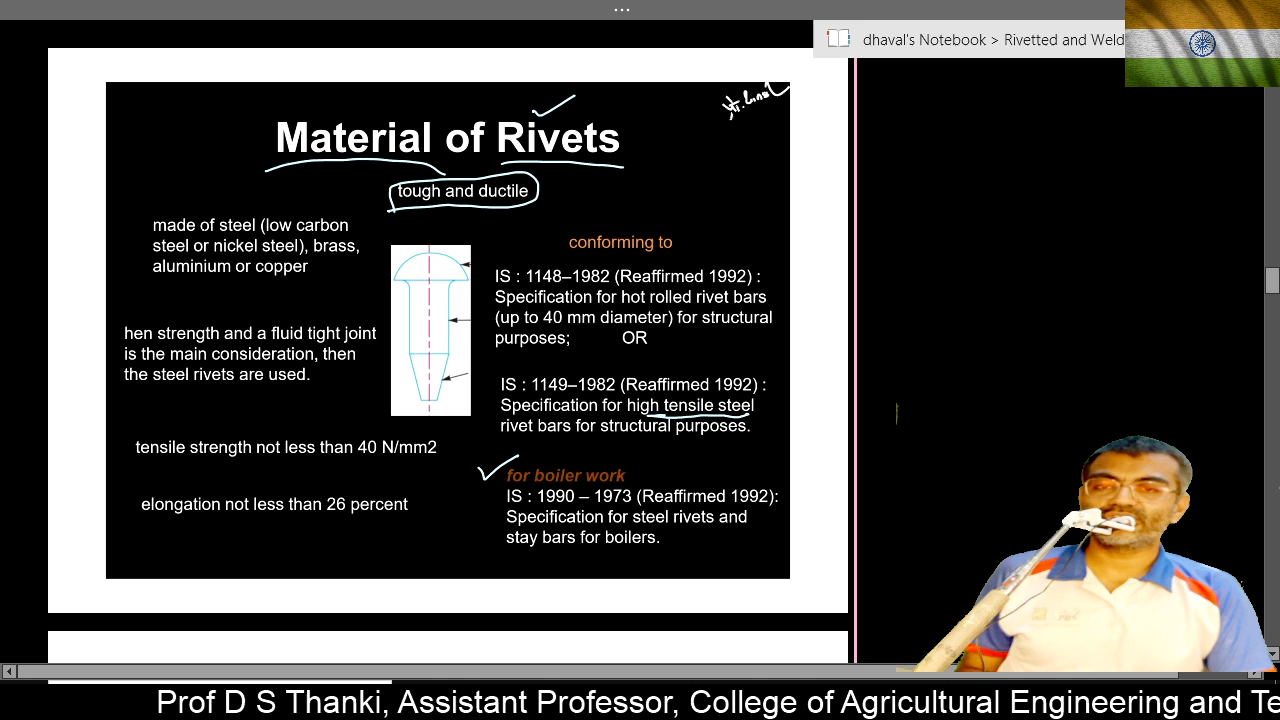 ...
dhaval's Notebook > Rivetted and Weld
Material of Rivets
tough and ductile
made of steel (low carbon
steel or nickel steel), brass,
aluminium or copper
hen strength and a fluid tight joint
is the main consideration, then
the steel rivets are used.
tensile strength not less than 40 N/mm2
elongation not less than 26 percent
conforming to
IS : 1148–1982 (Reaffirmed 1992) :
Specification for hot rolled rivet bars
(up to 40 mm diameter) for structural
purposes; OR
IS : 1149–1982 (Reaffirmed 1992) :
Specification for high tensile steel
rivet bars for structural purposes.
for boiler work
IS : 1990 – 1973 (Reaffirmed 1992):
Specification for steel rivets and
stay bars for boilers.
Prof D S Thanki, Assistant Professor, College of Agricultural Engineering and Te